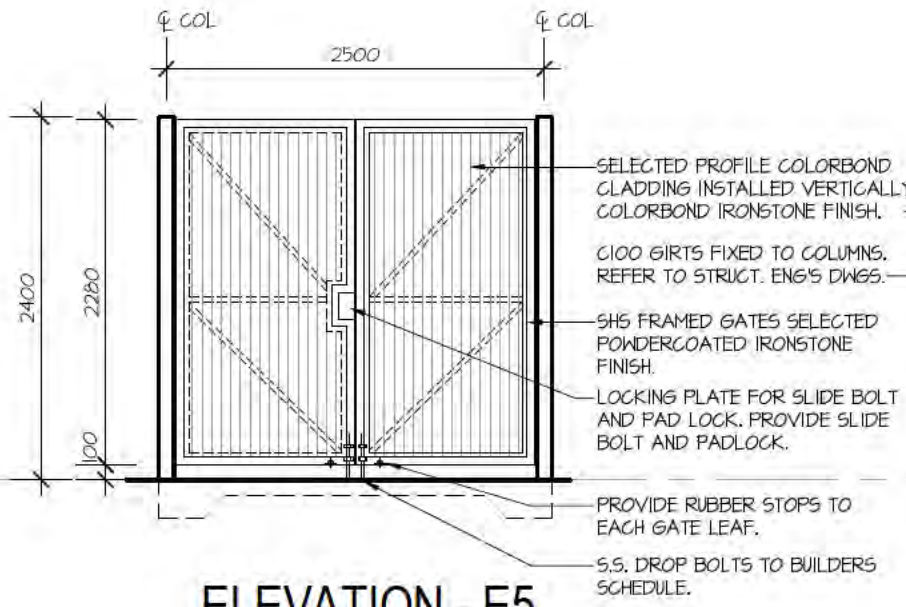 ℄ COL
℄ COL
2500
2400
2280
100
SELECTED PROFILE COLORBOND
CLADDING INSTALLED VERTICALLY
COLORBOND IRONSTONE FINISH.
C100 GIRTS FIXED TO COLUMNS.
REFER TO STRUCT. ENG'S DWGS.
SHS FRAMED GATES SELECTED
POWDERCOATED IRONSTONE
FINISH.
LOCKING PLATE FOR SLIDE BOLT
AND PAD LOCK. PROVIDE SLIDE
BOLT AND PADLOCK.
PROVIDE RUBBER STOPS TO
EACH GATE LEAF.
S.S. DROP BOLTS TO BUILDERS
SCHEDULE.
ELEVATION - E5